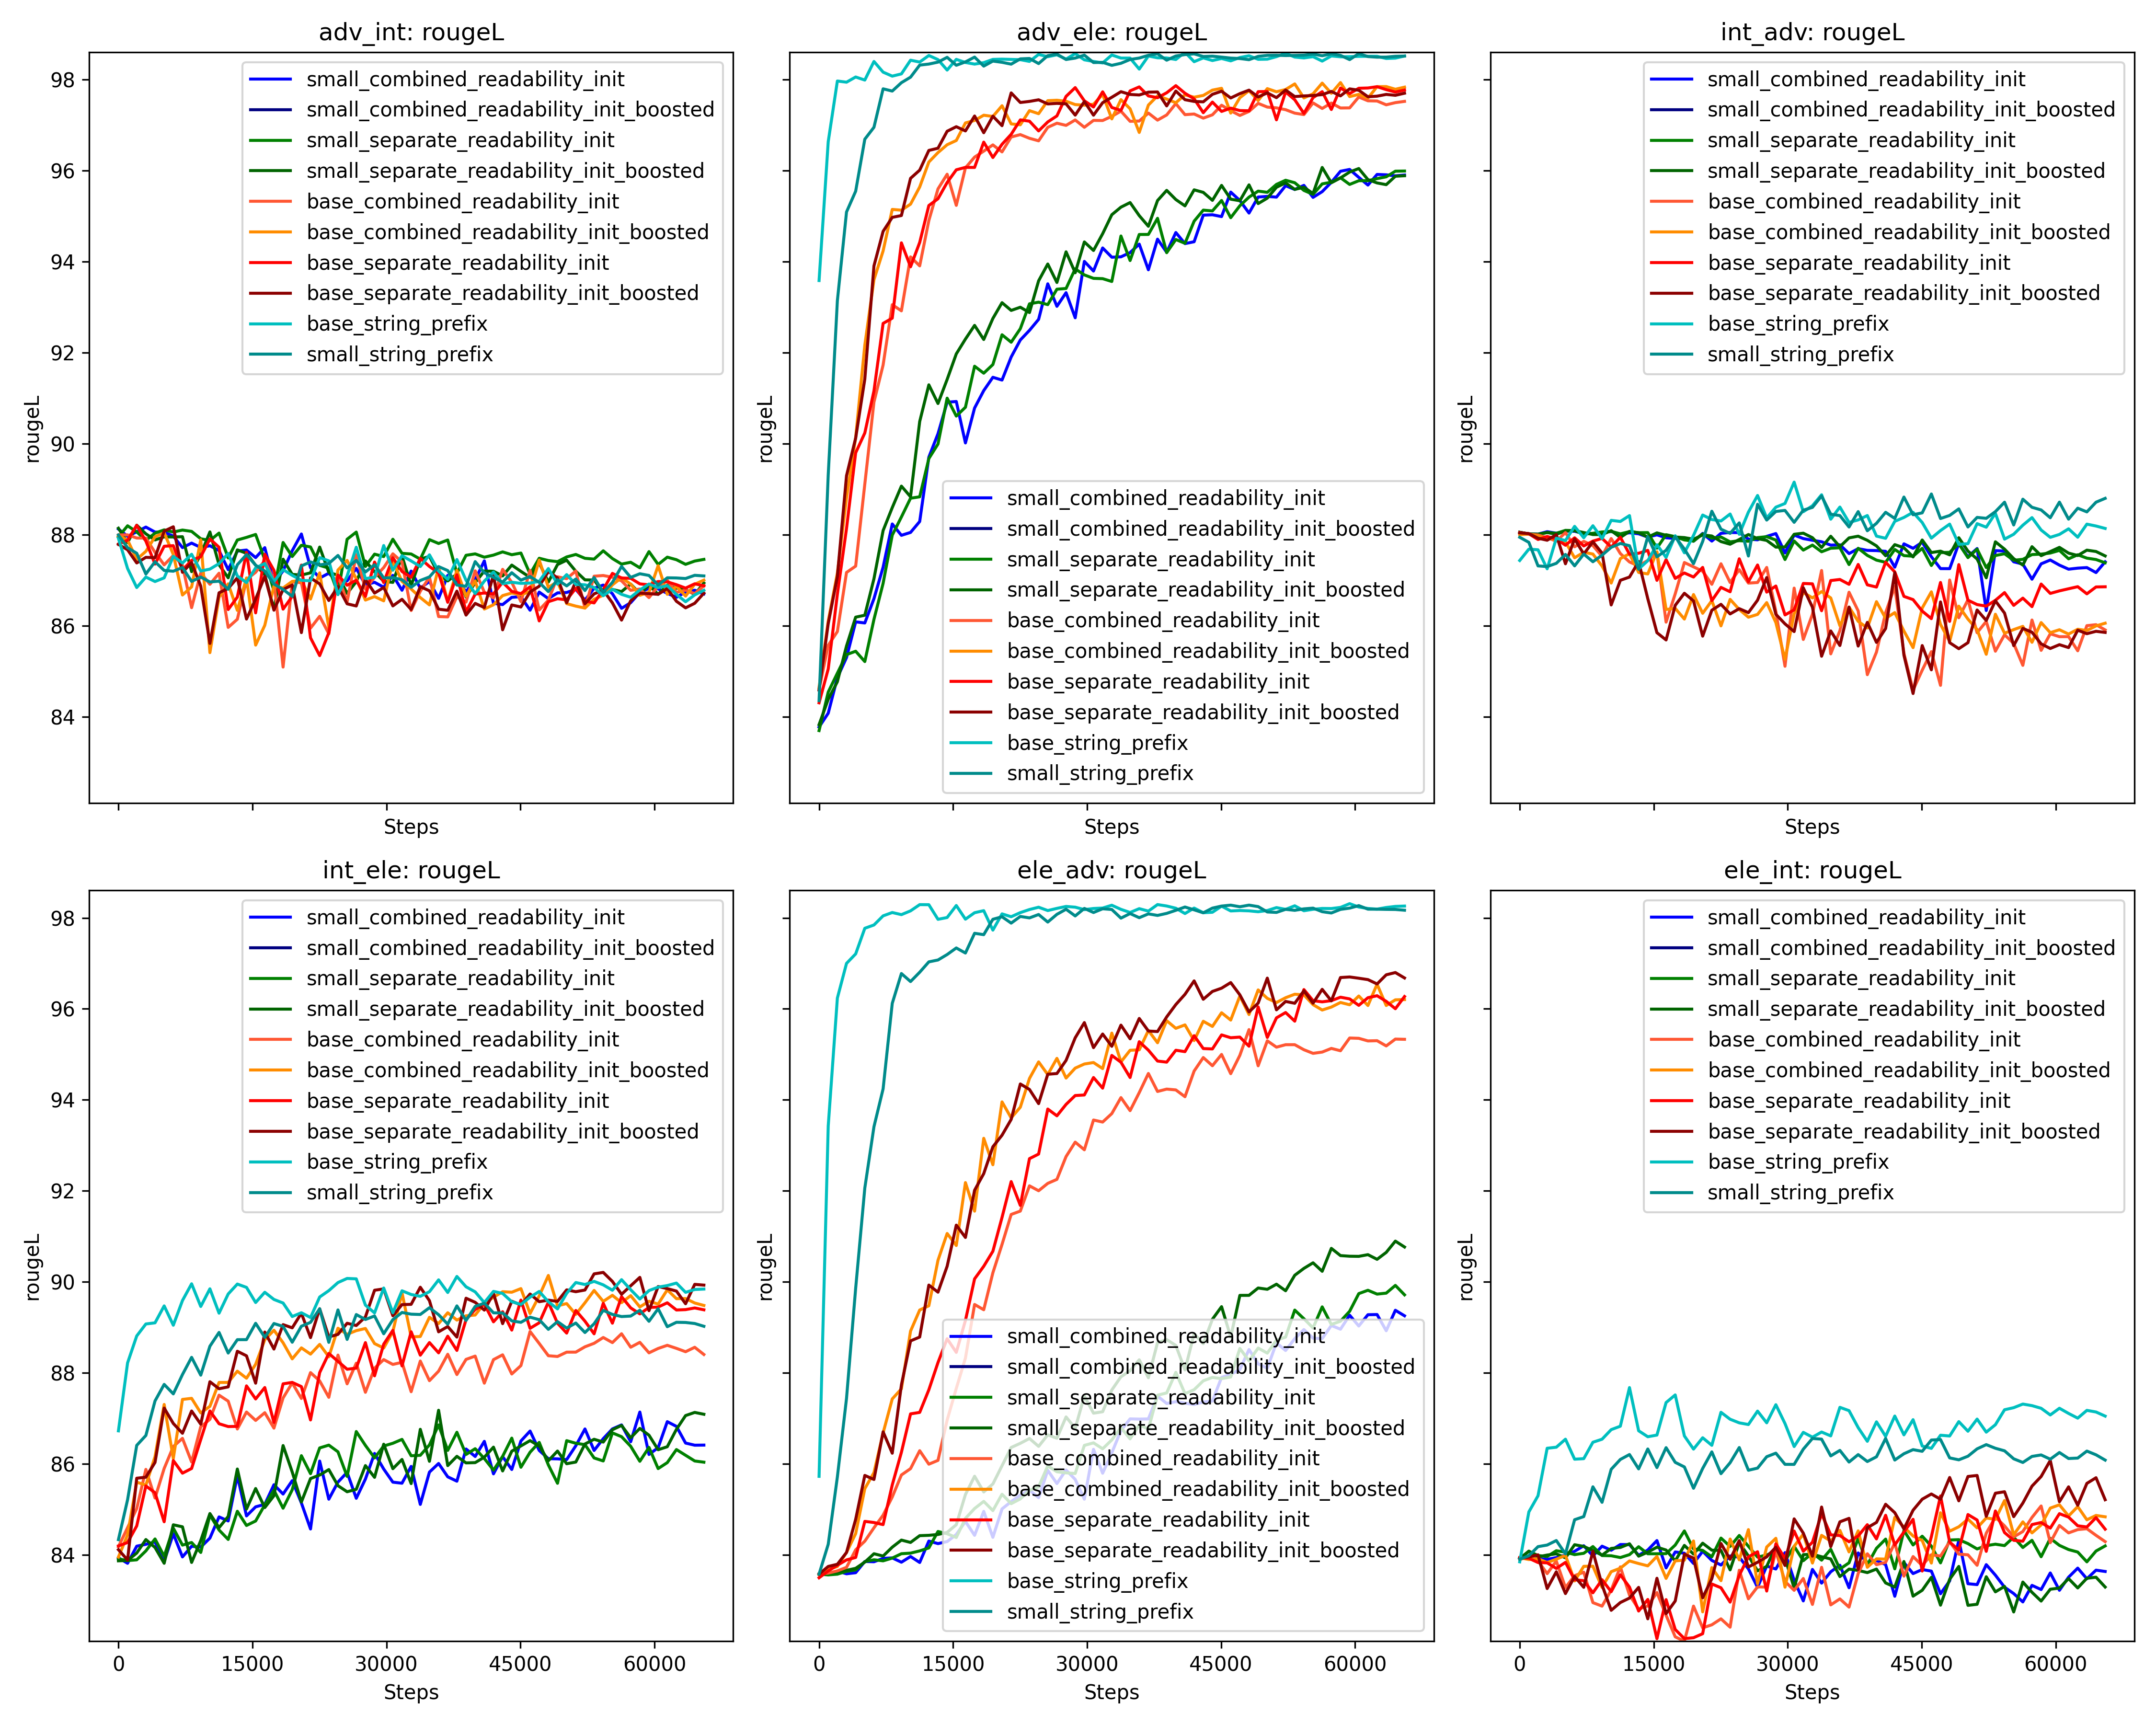 adv_int: rougeL
98
96
94
92
90
88
86
84
rougeL
Steps
small_combined_readability_init
small_combined_readability_init_boosted
small_separate_readability_init
small_separate_readability_init_boosted
base_combined_readability_init
base_combined_readability_init_boosted
base_separate_readability_init
base_separate_readability_init_boosted
base_string_prefix
small_string_prefix
adv_ele: rougeL
rougeL
Steps
small_combined_readability_init
small_combined_readability_init_boosted
small_separate_readability_init
small_separate_readability_init_boosted
base_combined_readability_init
base_combined_readability_init_boosted
base_separate_readability_init
base_separate_readability_init_boosted
base_string_prefix
small_string_prefix
int_adv: rougeL
rougeL
Steps
small_combined_readability_init
small_combined_readability_init_boosted
small_separate_readability_init
small_separate_readability_init_boosted
base_combined_readability_init
base_combined_readability_init_boosted
base_separate_readability_init
base_separate_readability_init_boosted
base_string_prefix
small_string_prefix
int_ele: rougeL
98
96
94
92
90
88
86
84
rougeL
0 15000 30000 45000 60000
Steps
small_combined_readability_init
small_combined_readability_init_boosted
small_separate_readability_init
small_separate_readability_init_boosted
base_combined_readability_init
base_combined_readability_init_boosted
base_separate_readability_init
base_separate_readability_init_boosted
base_string_prefix
small_string_prefix
ele_adv: rougeL
rougeL
0 15000 30000 45000 60000
Steps
small_combined_readability_init
small_combined_readability_init_boosted
small_separate_readability_init
small_separate_readability_init_boosted
base_combined_readability_init
base_combined_readability_init_boosted
base_separate_readability_init
base_separate_readability_init_boosted
base_string_prefix
small_string_prefix
ele_int: rougeL
rougeL
0 15000 30000 45000 60000
Steps
small_combined_readability_init
small_combined_readability_init_boosted
small_separate_readability_init
small_separate_readability_init_boosted
base_combined_readability_init
base_combined_readability_init_boosted
base_separate_readability_init
base_separate_readability_init_boosted
base_string_prefix
small_string_prefix